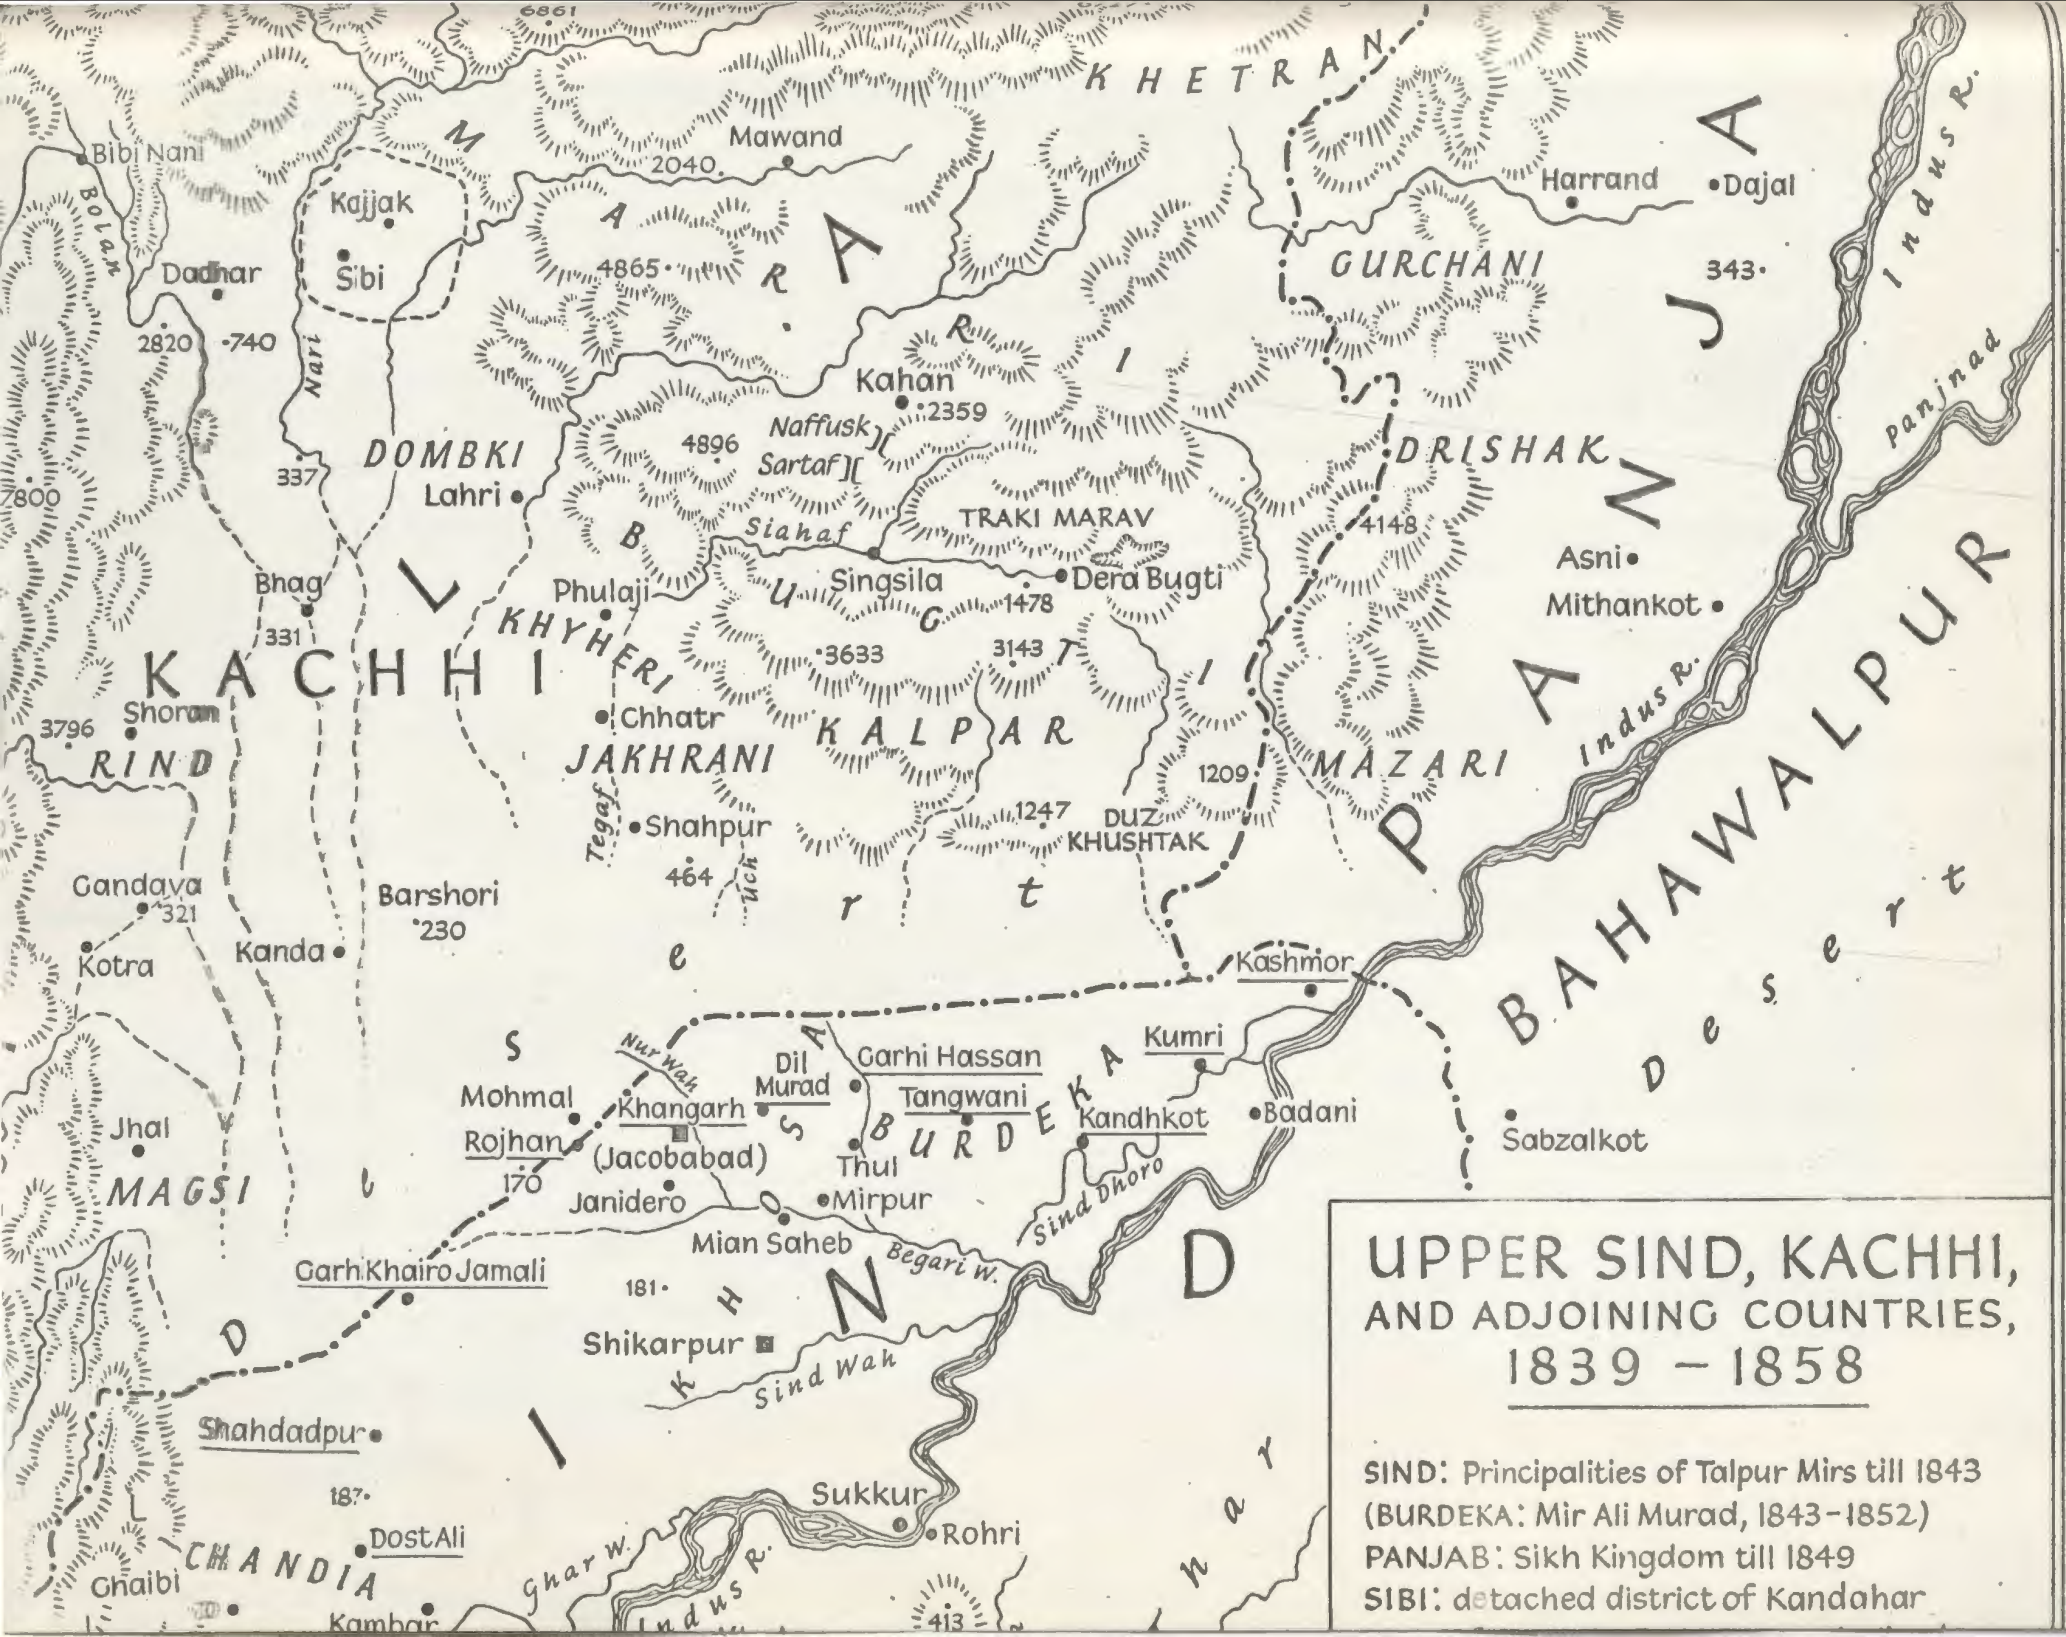 6861
KHETRAN
Indus R.
Mawand
2040
Bibi Nani
Bolan
Kajjak
Sibi
Dadhar
2820
740
Nari
MARRI
4865
Harrand
Dajal
GURCHANI
343
Panjnad
Kahan
2359
Naffusk
Sartaf
4896
DOMBKI
Lahri
337
7800
DRISHAK
4148
TRAKI MARAV
Siahaf
Singsila
Dera Bugti
1478
BUGTI
Asni
Mithankot
Bhag
331
Phulaji
KHYHERI
KALAT
KACHHI
3633
3143
Shoran
3796
RIND
Chhatr
JAKHRANI
KALPAR
MAZARI
1209
Indus R.
PANJAB
BAHAWALPUR
Tegaf
Shahpur
464
Uch
1247
DUZ
KHUSHTAK
Gandava
321
Kotra
Kanda
Barshori
230
Desert
Desert
Kashmor
Nur Wah
Dil
Murad
Garhi Hassan
Kumri
Mohmal
Khangarh
Tangwani
BURDEKA
Kandhkot
Badani
Rojhan
(Jacobabad)
Thul
170
Janidero
Mirpur
Sind Dhoro
Sabzalkot
Jhal
MAGSI
Mian Saheb
Begari W.
Garhi Khairo Jamali
181
Shikarpur
Sind Wah
SIND
Shahdadpur
187
Sukkur
Rohri
Dost Ali
CHANDIA
Ghaibi
Kambar
Ghar W.
Indus R.
413
UPPER SIND, KACHHI,
AND ADJOINING COUNTRIES,
1839 – 1858
SIND: Principalities of Talpur Mirs till 1843
(BURDEKA: Mir Ali Murad, 1843–1852)
PANJAB: Sikh Kingdom till 1849
SIBI: detached district of Kandahar